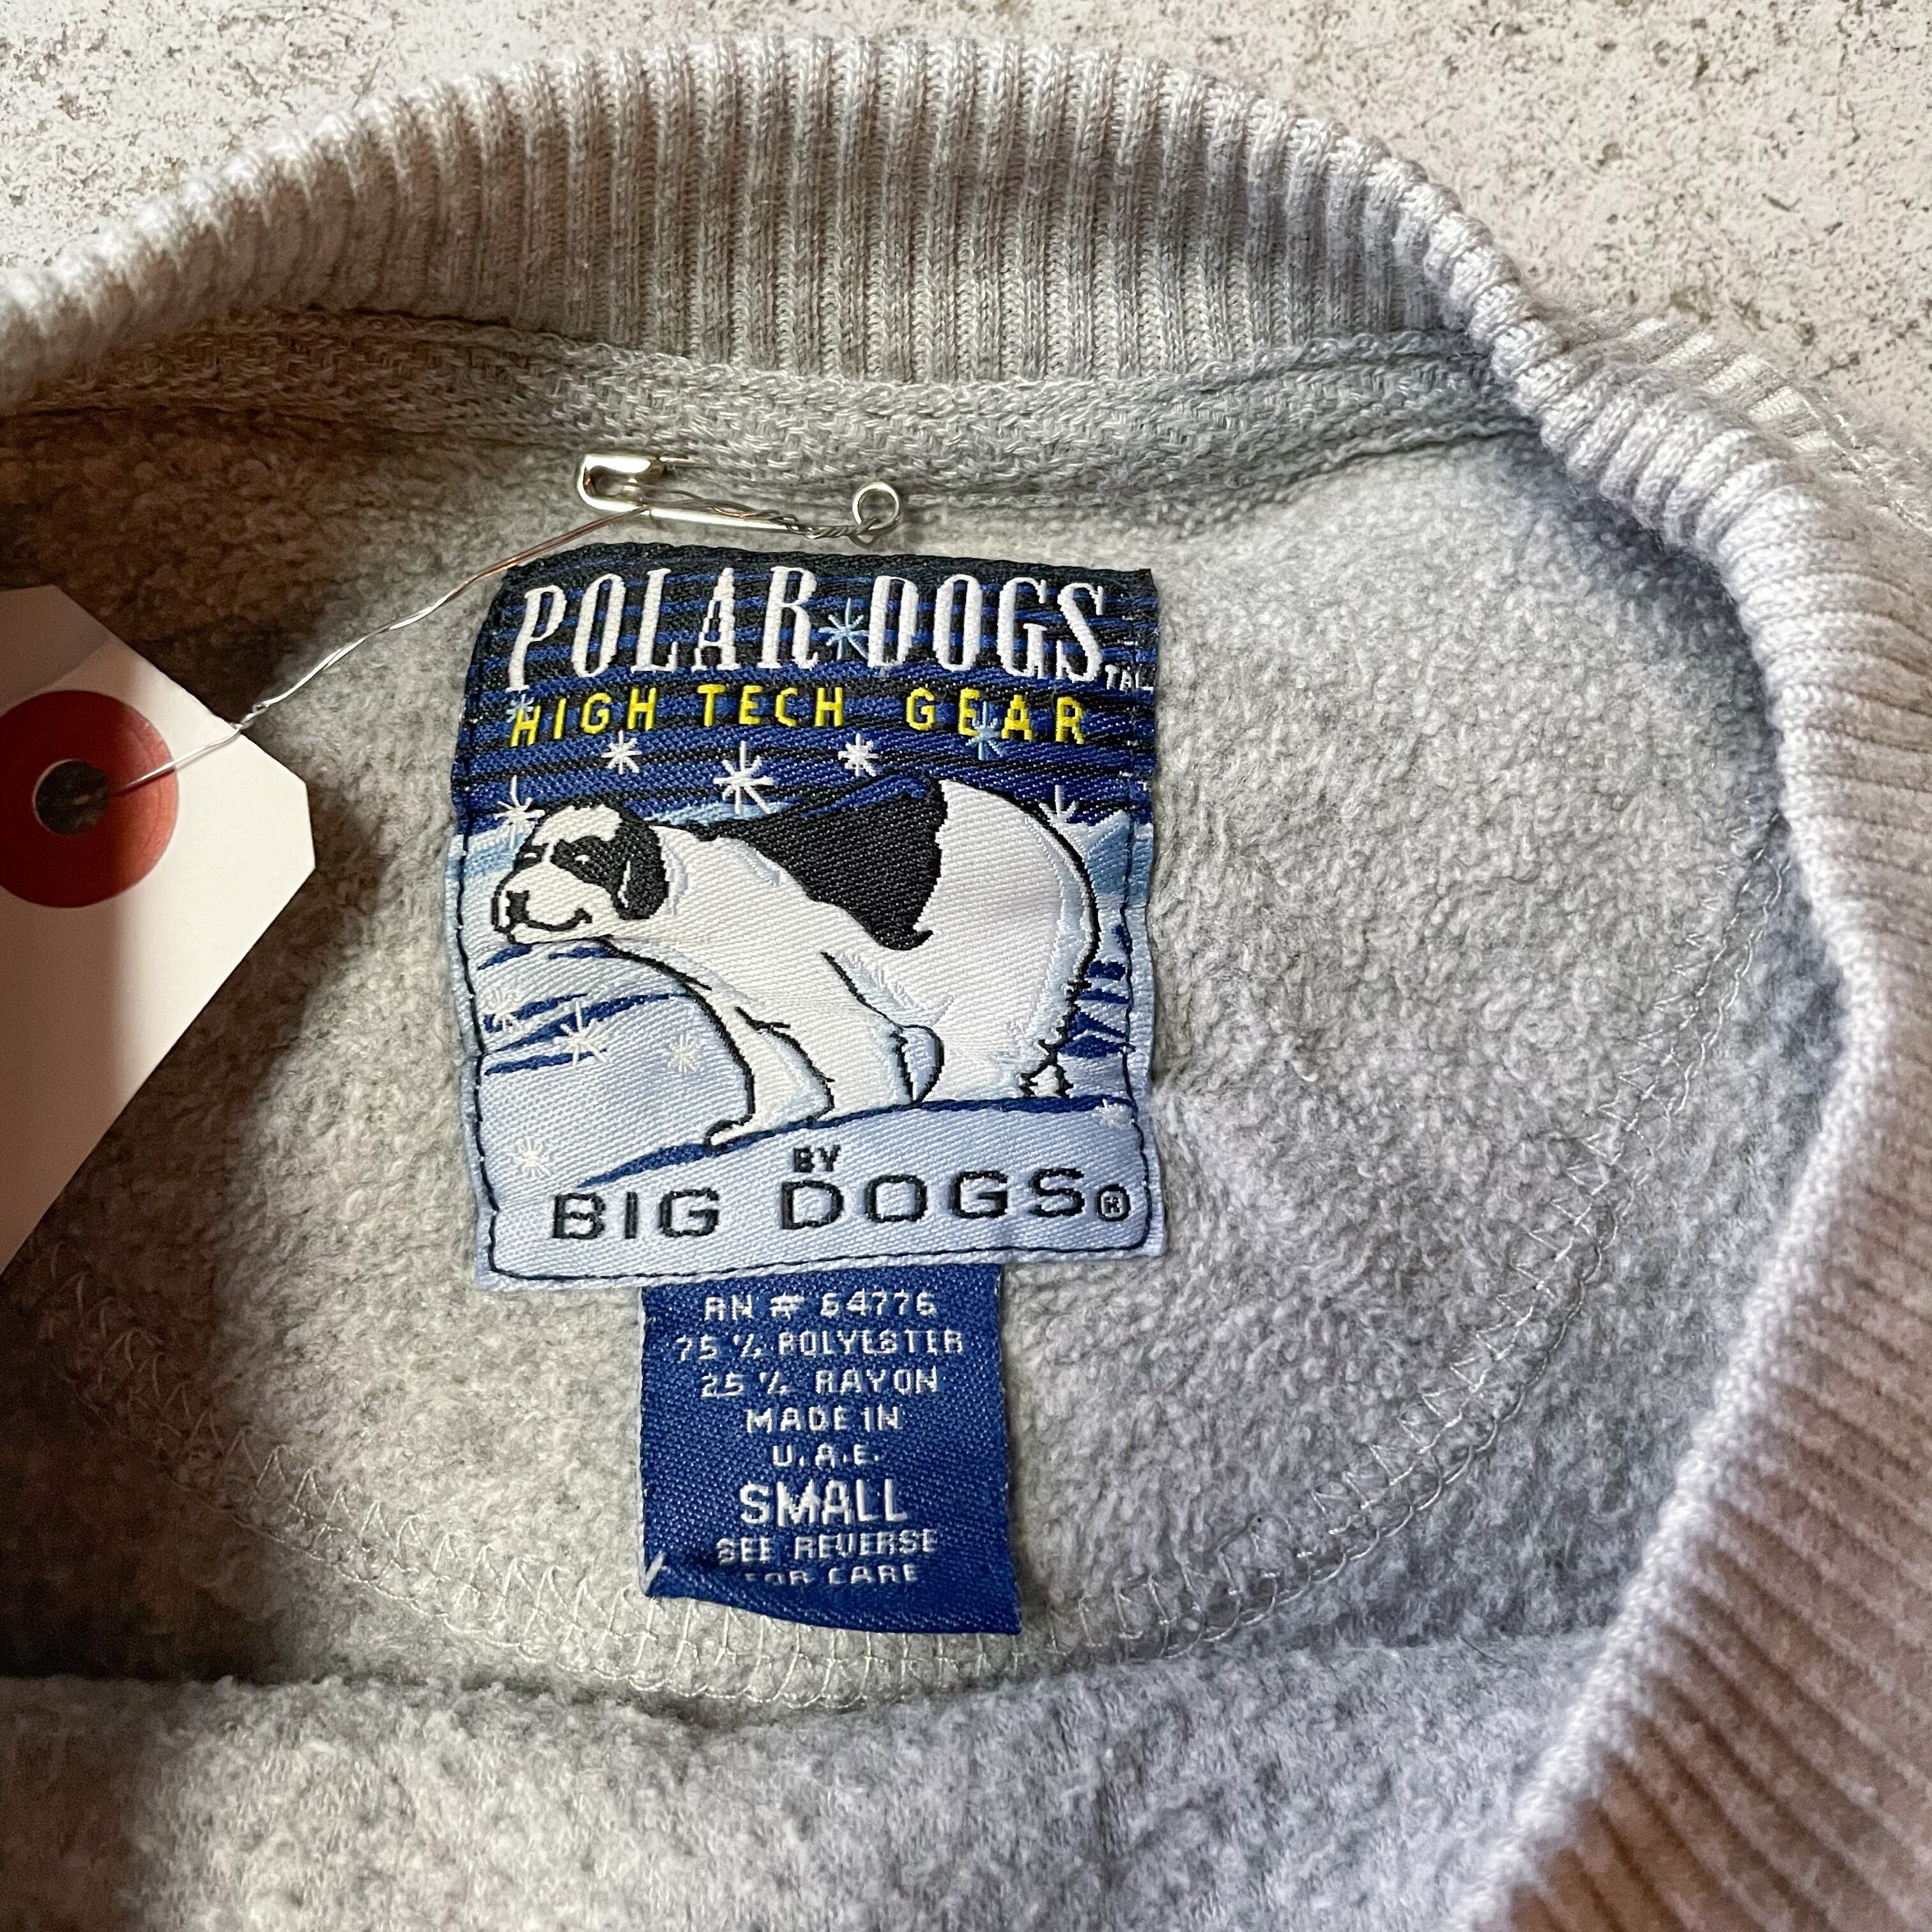 POLAR DOGS TM
HIGH TECH GEAR
BY
BIG DOGS®
RN # 64776
75% POLYESTER
25% RAYON
MADE IN
U.A.E.
SMALL
SEE REVERSE
FOR CARE